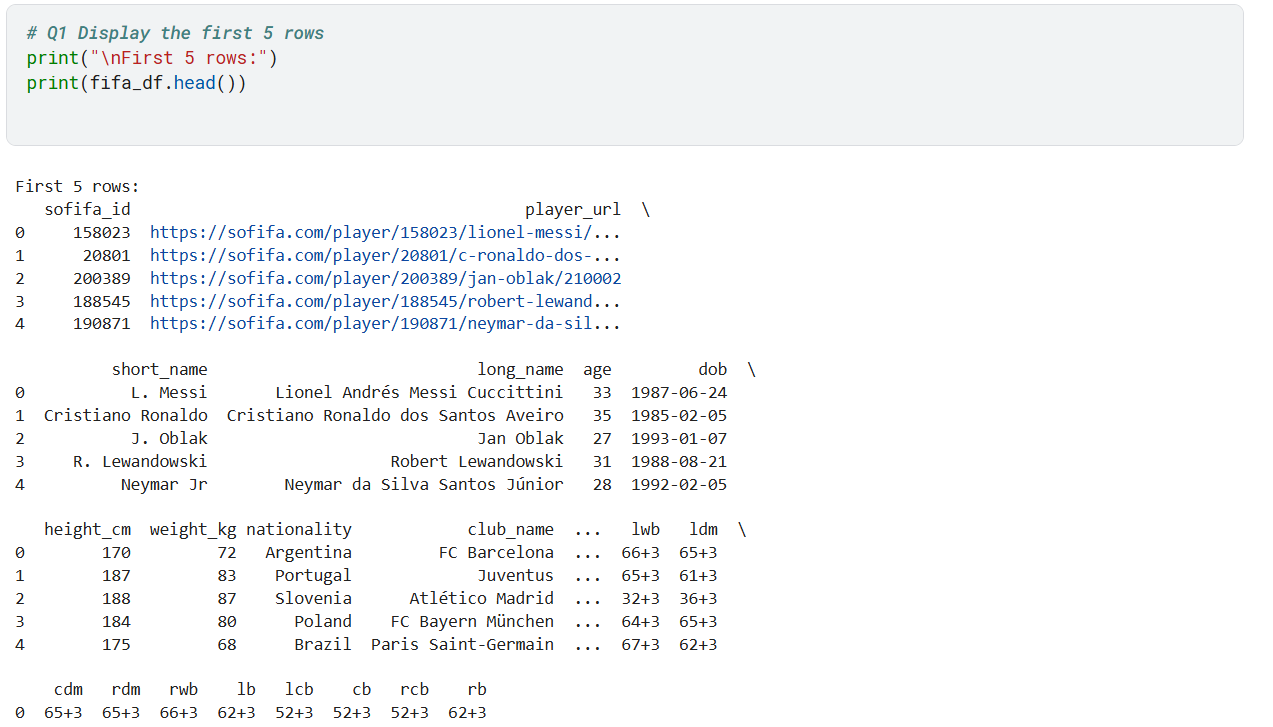 # Q1 Display the first 5 rows
print("\nFirst 5 rows:")
print(fifa_df.head())
First 5 rows:
   sofifa_id                                         player_url  \
0     158023  https://sofifa.com/player/158023/lionel-messi/...
1      20801  https://sofifa.com/player/20801/c-ronaldo-dos-...
2     200389  https://sofifa.com/player/200389/jan-oblak/210002
3     188545  https://sofifa.com/player/188545/robert-lewand...
4     190871  https://sofifa.com/player/190871/neymar-da-sil...
          short_name                            long_name  age         dob  \
0           L. Messi       Lionel Andrés Messi Cuccittini   33  1987-06-24
1  Cristiano Ronaldo  Cristiano Ronaldo dos Santos Aveiro   35  1985-02-05
2           J. Oblak                            Jan Oblak   27  1993-01-07
3     R. Lewandowski                   Robert Lewandowski   31  1988-08-21
4          Neymar Jr        Neymar da Silva Santos Júnior   28  1992-02-05
   height_cm  weight_kg nationality            club_name  ...   lwb   ldm  \
0        170         72   Argentina         FC Barcelona  ...  66+3  65+3
1        187         83    Portugal             Juventus  ...  65+3  61+3
2        188         87    Slovenia      Atlético Madrid  ...  32+3  36+3
3        184         80      Poland    FC Bayern München  ...  64+3  65+3
4        175         68      Brazil  Paris Saint-Germain  ...  67+3  62+3
    cdm   rdm   rwb    lb   lcb    cb   rcb    rb
0  65+3  65+3  66+3  62+3  52+3  52+3  52+3  62+3